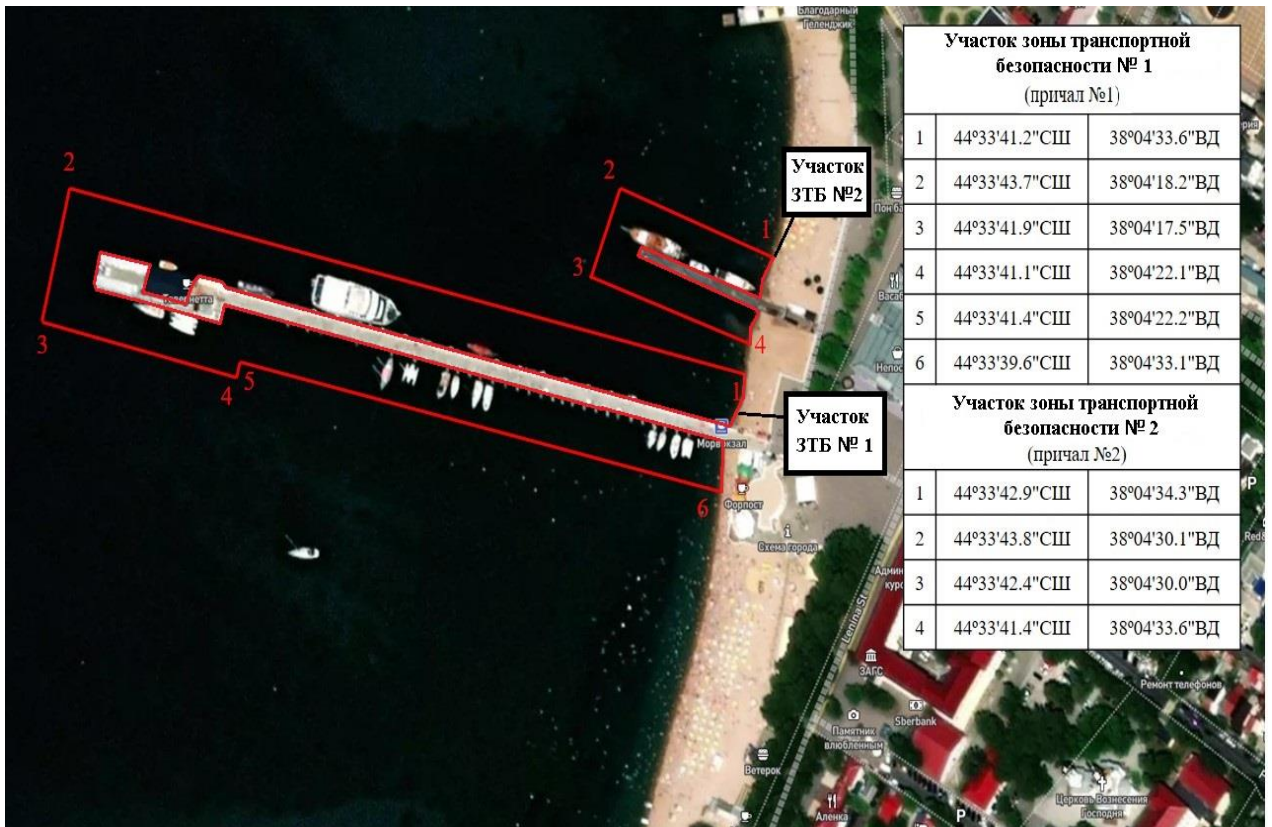 Благодарный
Геленджик
Участок зоны транспортной
безопасности № 1
(причал №1)
1 44º33'41.2"СШ 38º04'33.6"ВД
2 44º33'43.7"СШ 38º04'18.2"ВД
3 44º33'41.9"СШ 38º04'17.5"ВД
4 44º33'41.1"СШ 38º04'22.1"ВД
5 44º33'41.4"СШ 38º04'22.2"ВД
6 44º33'39.6"СШ 38º04'33.1"ВД
Участок зоны транспортной
безопасности № 2
(причал №2)
1 44º33'42.9"СШ 38º04'34.3"ВД
2 44º33'43.8"СШ 38º04'30.1"ВД
3 44º33'42.4"СШ 38º04'30.0"ВД
4 44º33'41.4"СШ 38º04'33.6"ВД
Участок
ЗТБ №2
2
2
1
3
4
3
4
5
1
6
Участок
ЗТБ № 1
Морвокзал
Форпост
Схема города
Lenina St
ЗАГС
Sberbank
Памятник
влюбленным
Ветерок
Аленка
Ремонт телефонов
Церковь Вознесения
Господня
P
P